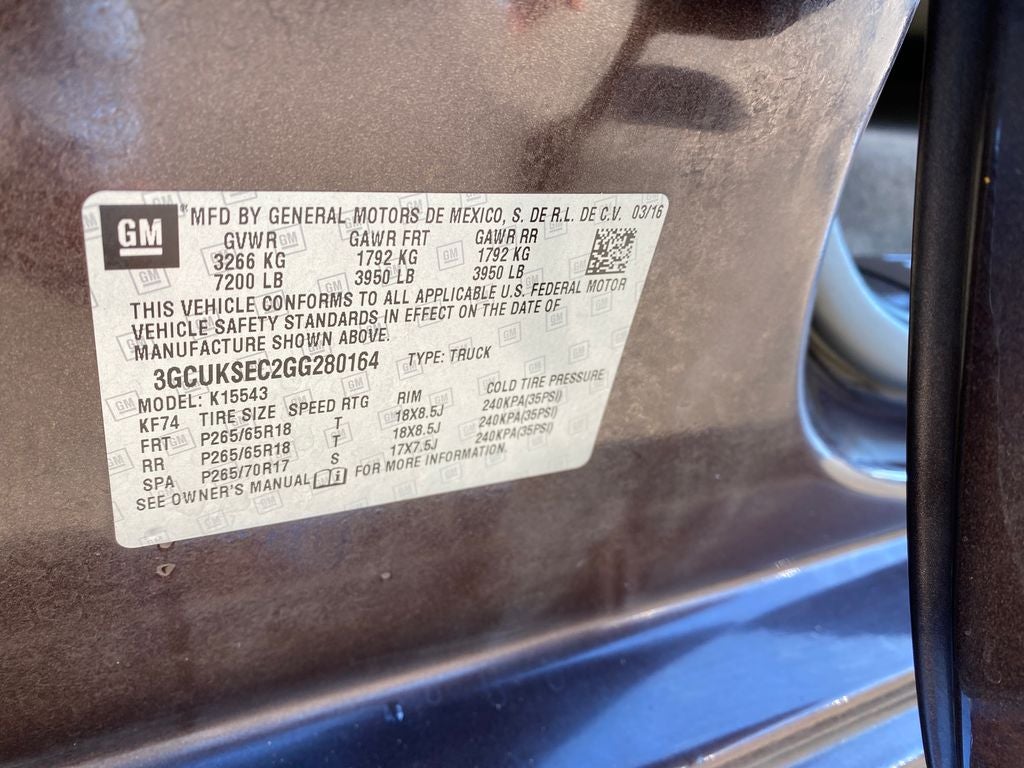 GM
MFD BY GENERAL MOTORS DE MEXICO, S. DE R.L. DE C.V. 03/16
GVWR GAWR FRT GAWR RR
3266 KG 1792 KG 1792 KG
7200 LB 3950 LB 3950 LB
THIS VEHICLE CONFORMS TO ALL APPLICABLE U.S. FEDERAL MOTOR
VEHICLE SAFETY STANDARDS IN EFFECT ON THE DATE OF
MANUFACTURE SHOWN ABOVE.
3GCUKSEC2GG280164 TYPE: TRUCK
MODEL: K15543
KF74 TIRE SIZE SPEED RTG RIM COLD TIRE PRESSURE
FRT P265/65R18 T 18X8.5J 240KPA(35PSI)
RR P265/65R18 T 18X8.5J 240KPA(35PSI)
SPA P265/70R17 S 17X7.5J 240KPA(35PSI)
SEE OWNER'S MANUAL FOR MORE INFORMATION.